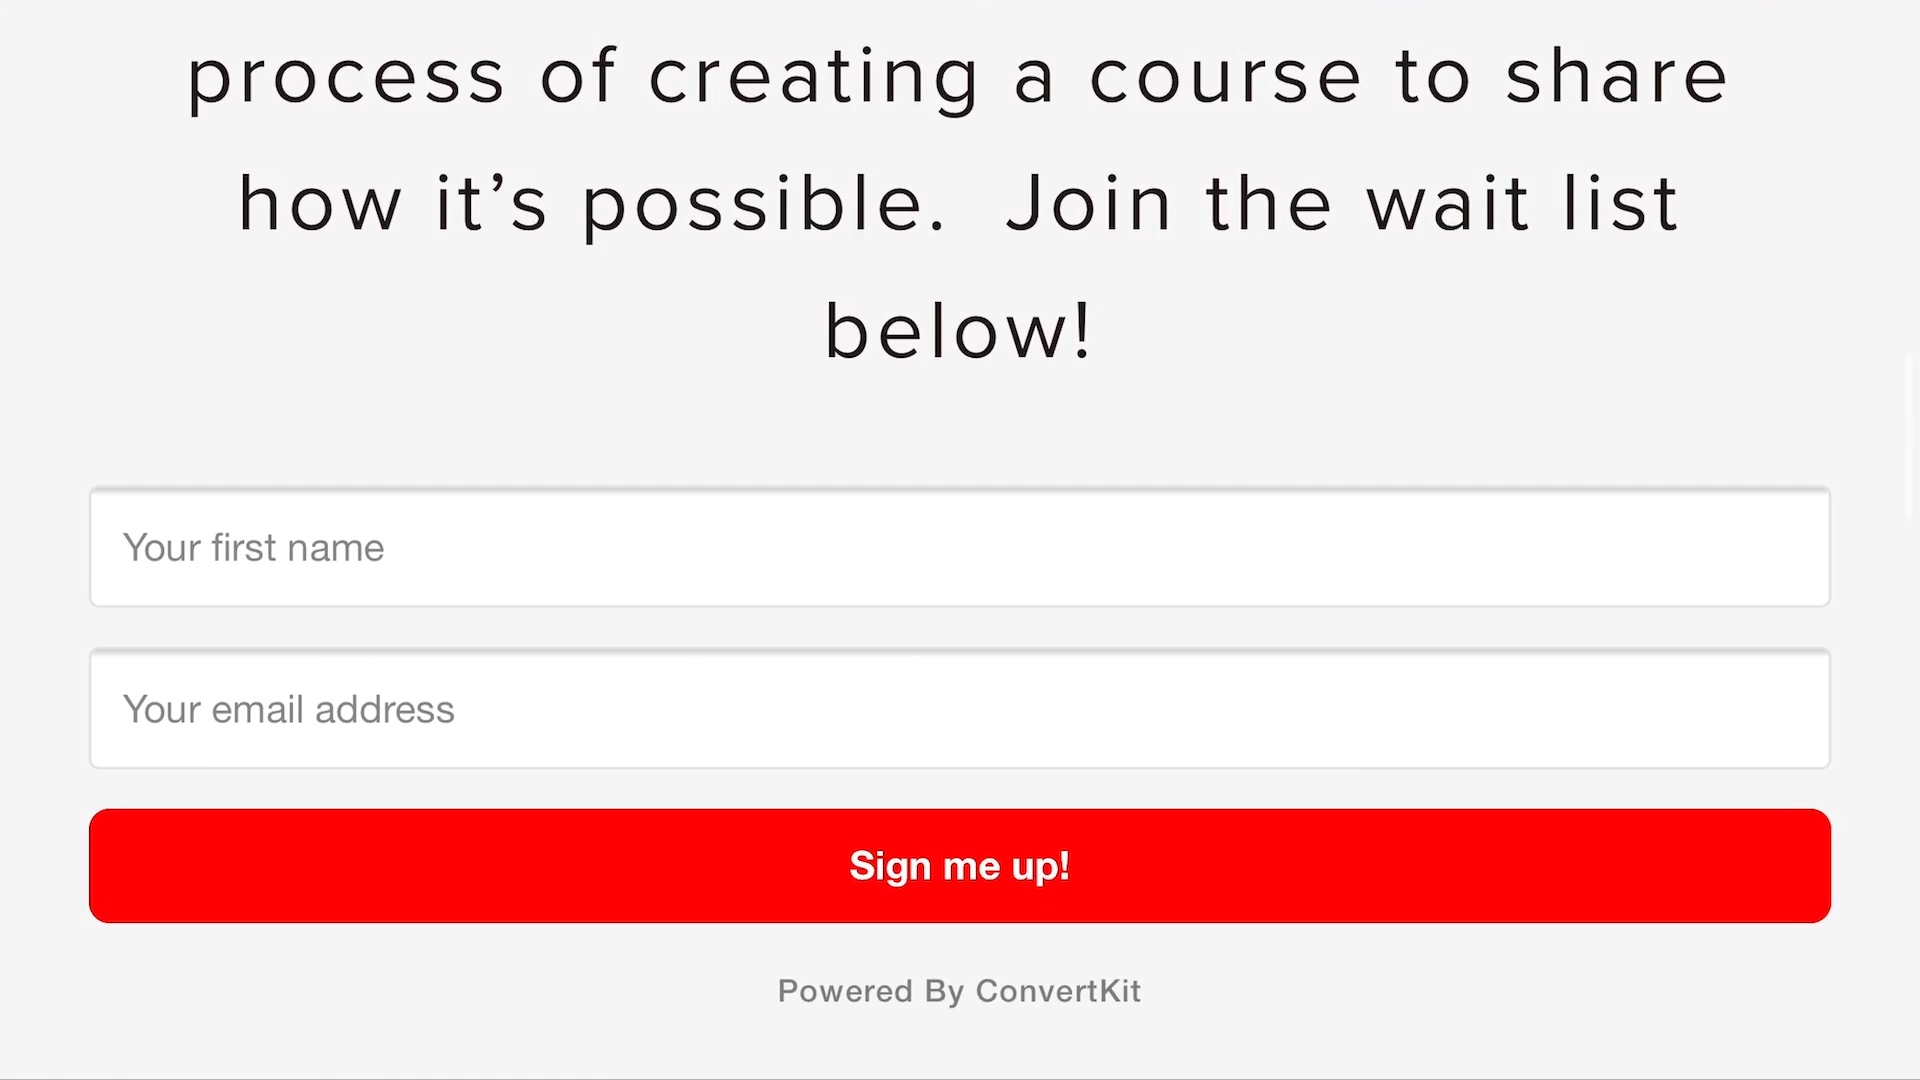 process of creating a course to share
how it’s possible.  Join the wait list
below!
Your first name
Your email address
Sign me up!
Powered By ConvertKit